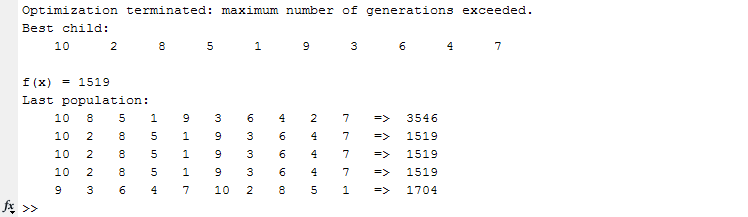 Optimization terminated: maximum number of generations exceeded.
Best child:
10 2 8 5 1 9 3 6 4 7
f(x) = 1519
Last population:
10 8 5 1 9 3 6 4 2 7 => 3546
10 2 8 5 1 9 3 6 4 7 => 1519
10 2 8 5 1 9 3 6 4 7 => 1519
10 2 8 5 1 9 3 6 4 7 => 1519
9 3 6 4 7 10 2 8 5 1 => 1704
fx >>